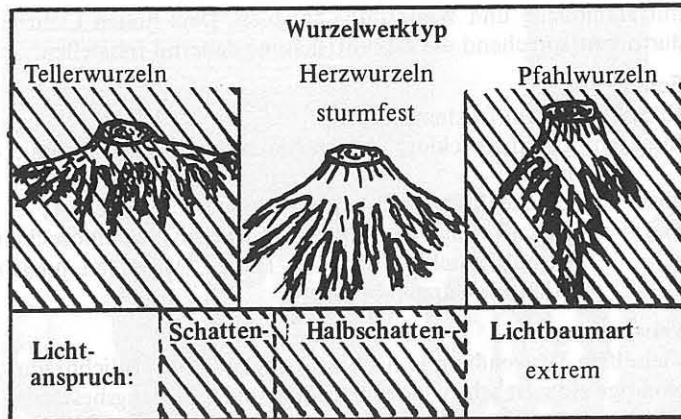 Wurzelwerktyp
Tellerwurzeln Herzwurzeln Pfahlwurzeln
sturmfest
Licht-
anspruch:
Schatten- Halbschatten- Lichtbaumart
extrem